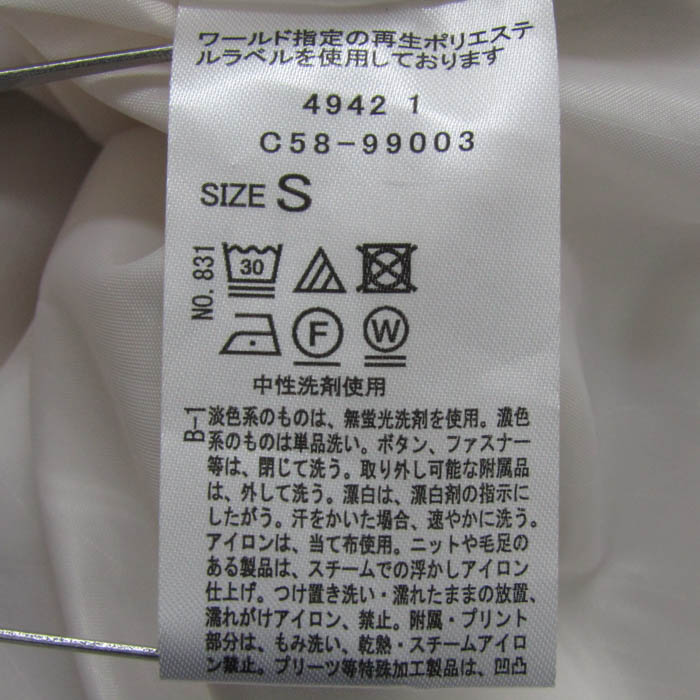 ワールド指定の再生ポリエステ
ルラベルを使用しております
4942 1
C58-99003
SIZE S
NO. 831
30
F
W
中性洗剤使用
B-1
淡色系のものは、無蛍光洗剤を使用。濃色
系のものは単品洗い。ボタン、ファスナー
等は、閉じて洗う。取り外し可能な附属品
は、外して洗う。漂白は、漂白剤の指示に
したがう。汗をかいた場合、速やかに洗う。
アイロンは、当て布使用。ニットや毛足の
ある製品は、スチームでの浮かしアイロン
仕上げ。つけ置き洗い・濡れたままの放置、
濡れがけアイロン、禁止。附属・プリント
部分は、もみ洗い、乾熱・スチームアイロ
ン禁止。プリーツ等特殊加工製品は、凹凸